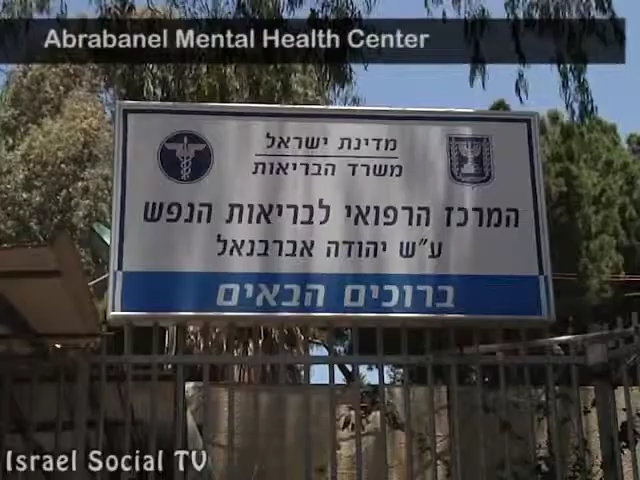 Abrabanel Mental Health Center
מדינת ישראל
משרד הבריאות
המרכז הרפואי לבריאות הנפש
ע"ש יהודה אברבנאל
ברוכים הבאים
Israel Social TV